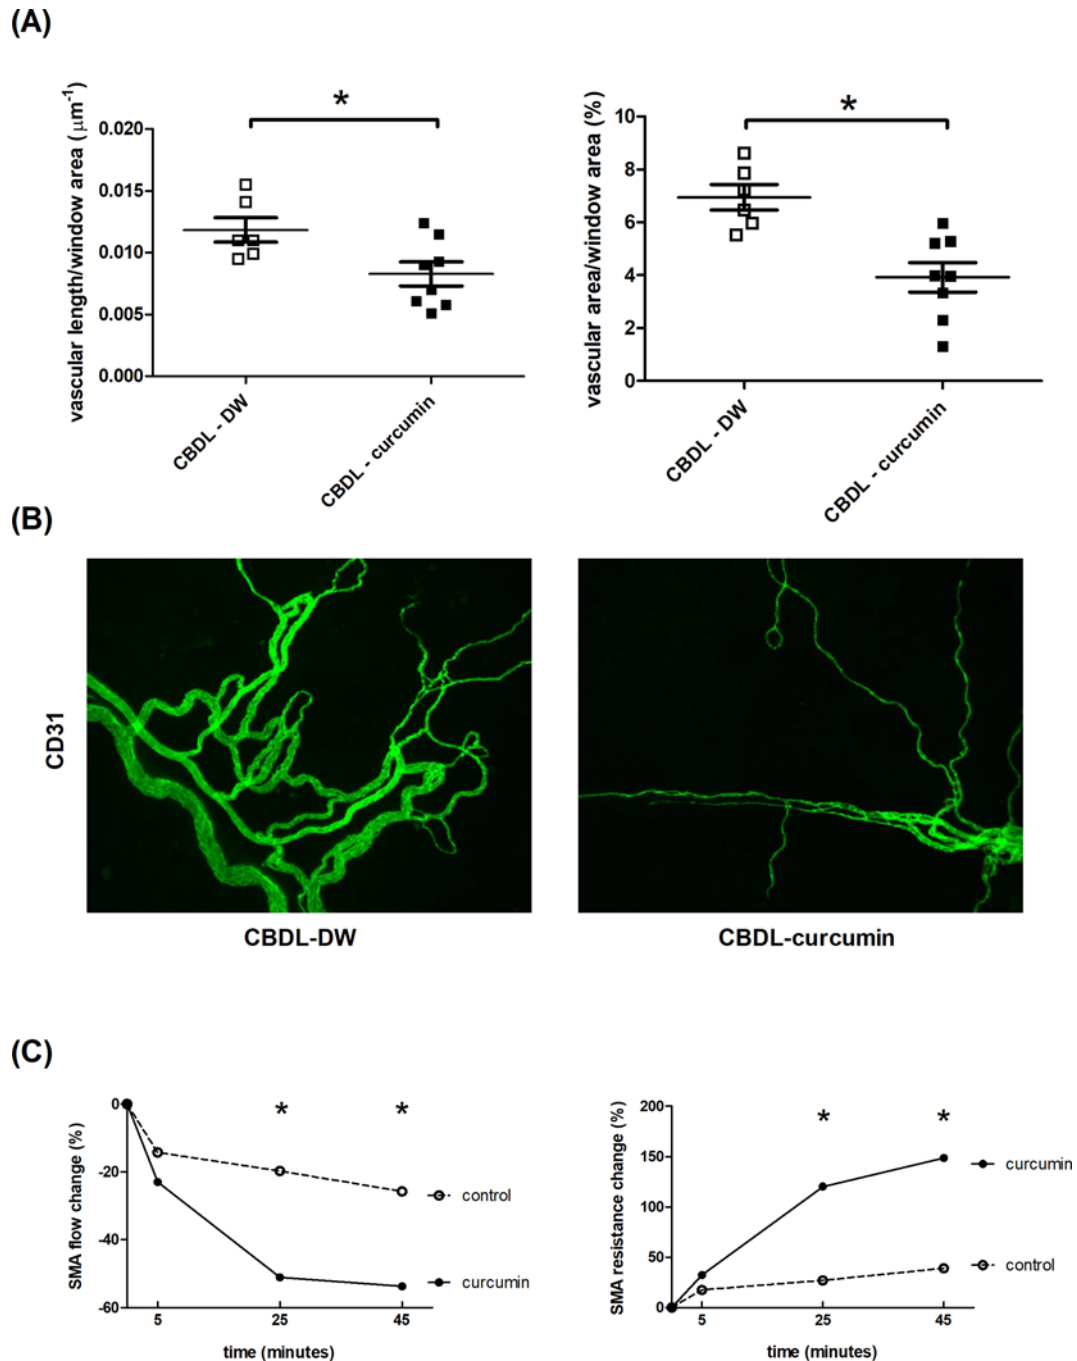 (A)
vascular length/window area ( μm⁻¹)
0.020
0.015
0.010
0.005
0.000
*
CBDL - DW
CBDL - curcumin
vascular area/window area (%)
10
8
6
4
2
0
*
CBDL - DW
CBDL - curcumin
(B)
CD31
CBDL-DW
CBDL-curcumin
(C)
SMA flow change (%)
0
-20
-40
-60
* *
control
curcumin
5 25 45
time (minutes)
SMA resistance change (%)
200
150
100
50
0
* *
curcumin
control
5 25 45
time (minutes)